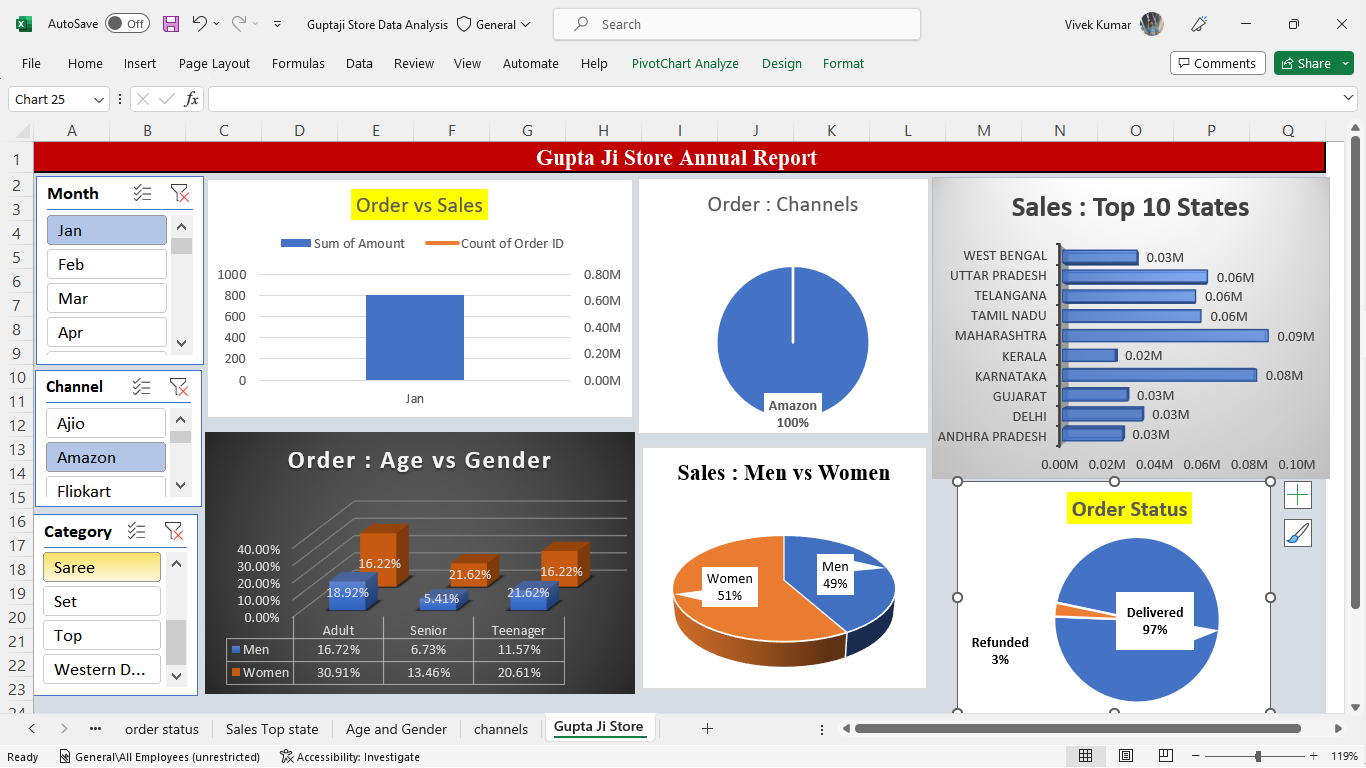 AutoSave Off Guptaji Store Data Analysis General Search Vivek Kumar
File Home Insert Page Layout Formulas Data Review View Automate Help PivotChart Analyze Design Format Comments Share
Chart 25 fx
A B C D E F G H I J K L M N O P Q
1
2
3
4
5
6
7
8
9
10
11
12
13
14
15
16
17
18
19
20
21
22
23
24
Gupta Ji Store Annual Report
Month
Jan
Feb
Mar
Apr
Channel
Ajio
Amazon
Flipkart
Category
Saree
Set
Top
Western D...
Order vs Sales
Sum of Amount Count of Order ID
1000 0.80M
800 0.60M
600
400 0.40M
200 0.20M
0 0.00M
Jan
Order : Channels
Amazon
100%
Sales : Top 10 States
WEST BENGAL 0.03M
UTTAR PRADESH 0.06M
TELANGANA 0.06M
TAMIL NADU 0.06M
MAHARASHTRA 0.09M
KERALA 0.02M
KARNATAKA 0.08M
GUJARAT 0.03M
DELHI 0.03M
ANDHRA PRADESH 0.03M
0.00M 0.02M 0.04M 0.06M 0.08M 0.10M
Order : Age vs Gender
40.00%
30.00%
20.00%
10.00%
0.00%
16.22% 21.62% 16.22%
18.92% 5.41% 21.62%
Adult Senior Teenager
Men 16.72% 6.73% 11.57%
Women 30.91% 13.46% 20.61%
Sales : Men vs Women
Men
49%
Women
51%
Order Status
Delivered
97%
Refunded
3%
order status Sales Top state Age and Gender channels Gupta Ji Store
Ready General\All Employees (unrestricted) Accessibility: Investigate 119%